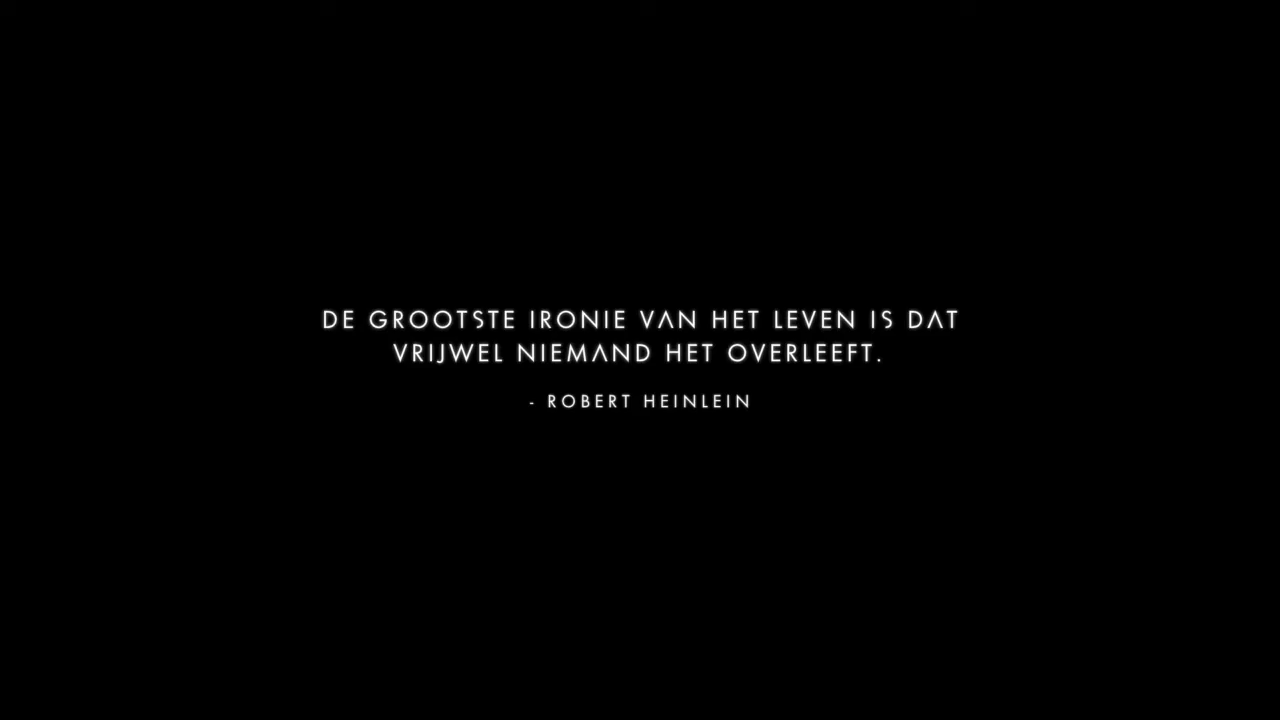 DE GROOTSTE IRONIE VAN HET LEVEN IS DAT
VRIJWEL NIEMAND HET OVERLEEFT.
- ROBERT HEINLEIN